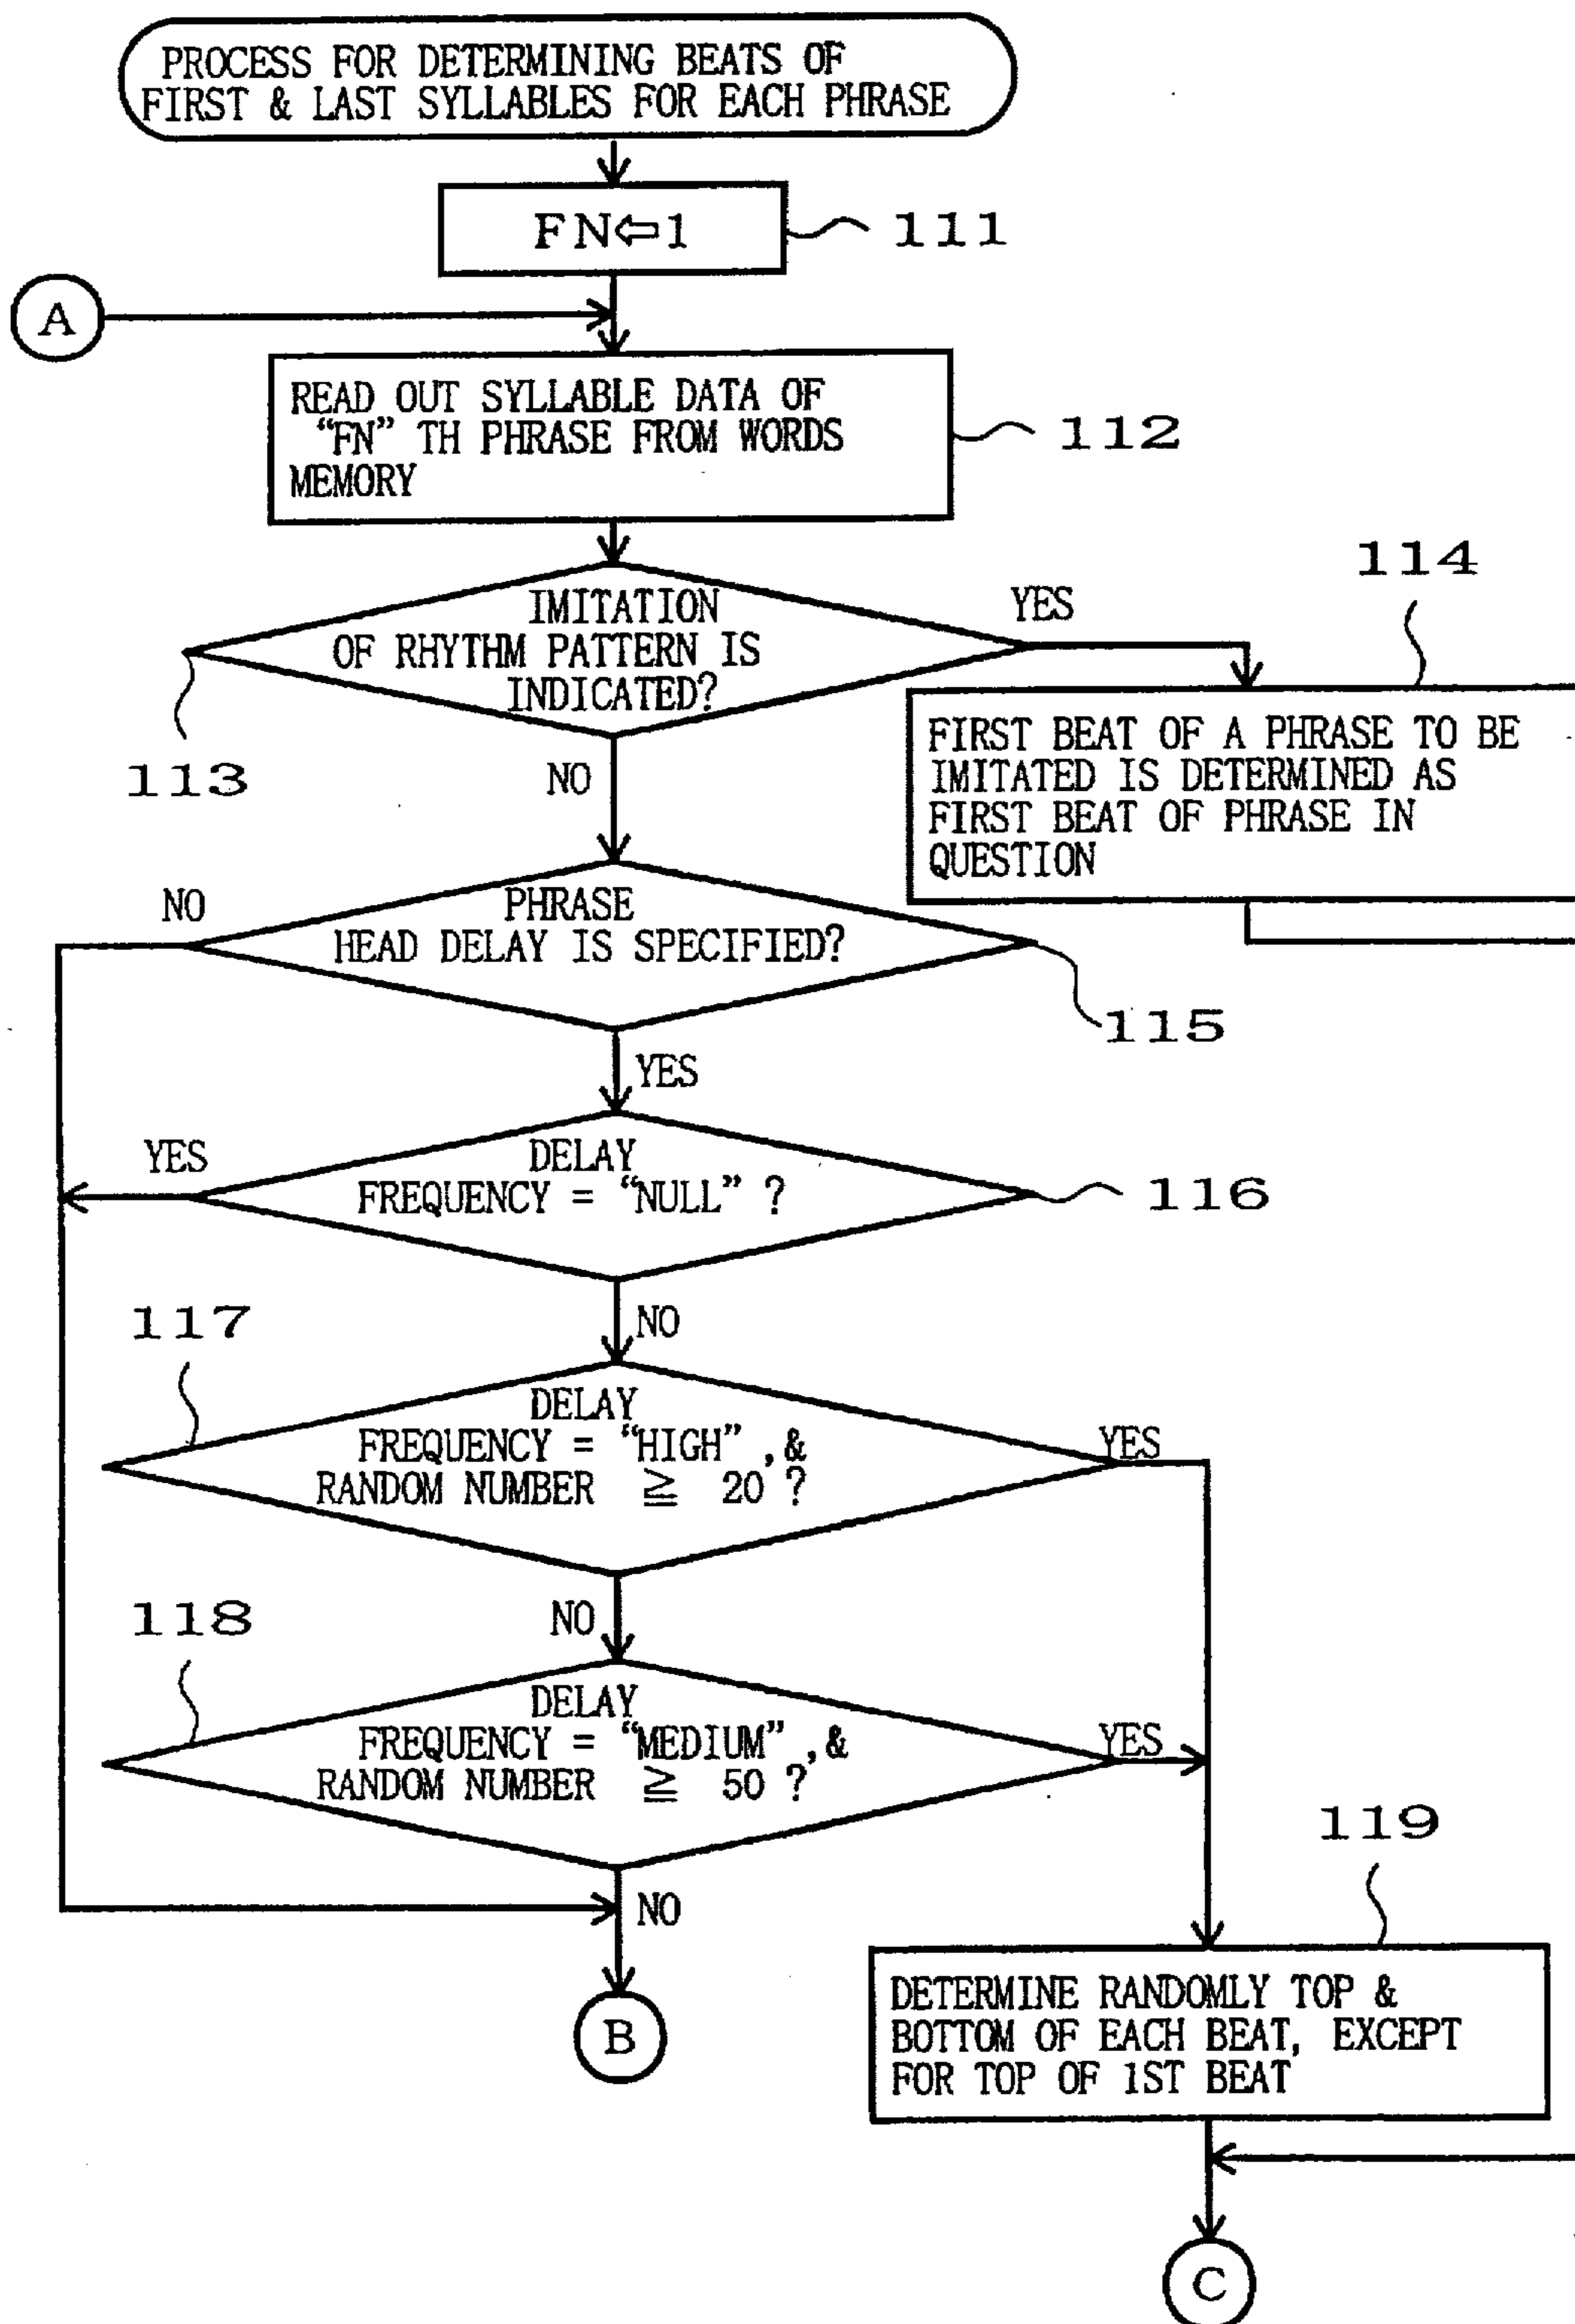 PROCESS FOR DETERMINING BEATS OF
FIRST & LAST SYLLABLES FOR EACH PHRASE
FN⇦1
111
A
READ OUT SYLLABLE DATA OF
“FN” TH PHRASE FROM WORDS
MEMORY
112
114
IMITATION
OF RHYTHM PATTERN IS
INDICATED?
YES
113
NO
FIRST BEAT OF A PHRASE TO BE
IMITATED IS DETERMINED AS
FIRST BEAT OF PHRASE IN
QUESTION
NO
PHRASE
HEAD DELAY IS SPECIFIED?
115
YES
YES
DELAY
FREQUENCY = “NULL” ?
116
NO
117
DELAY
FREQUENCY = “HIGH” ,&
RANDOM NUMBER ≧ 20 ?
YES
NO
118
DELAY
FREQUENCY = “MEDIUM” ,&
RANDOM NUMBER ≧ 50 ?
YES
119
NO
B
DETERMINE RANDOMLY TOP &
BOTTOM OF EACH BEAT, EXCEPT
FOR TOP OF 1ST BEAT
C